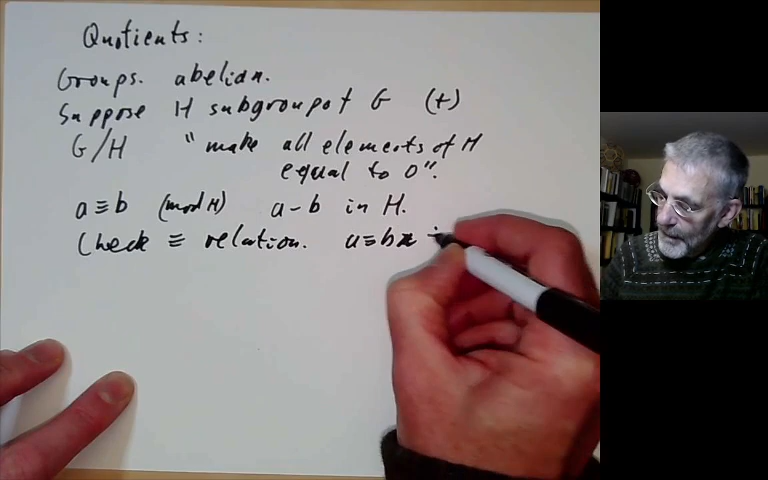 Quotients:
Groups. abelian.
Suppose H subgroup of G (+)
G/H "make all elements of H
equal to 0".
a≡b (mod H) a-b in H.
Check ≡ relation. a≡b